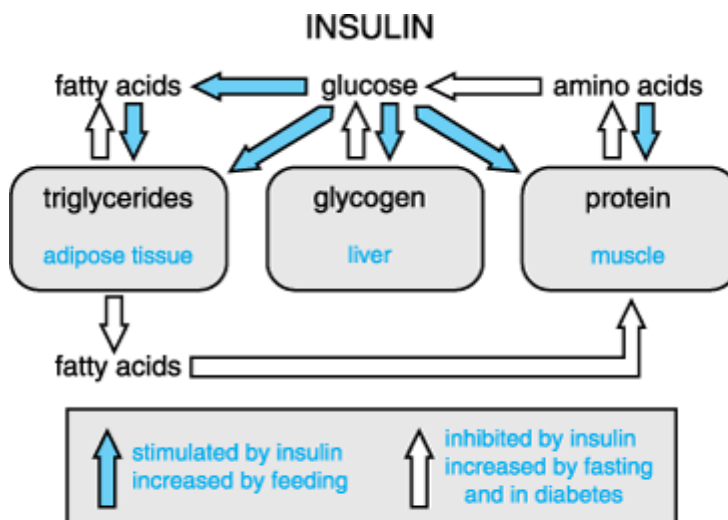 INSULIN
fatty acids glucose amino acids
triglycerides glycogen protein
adipose tissue liver muscle
fatty acids
stimulated by insulin
increased by feeding
inhibited by insulin
increased by fasting
and in diabetes